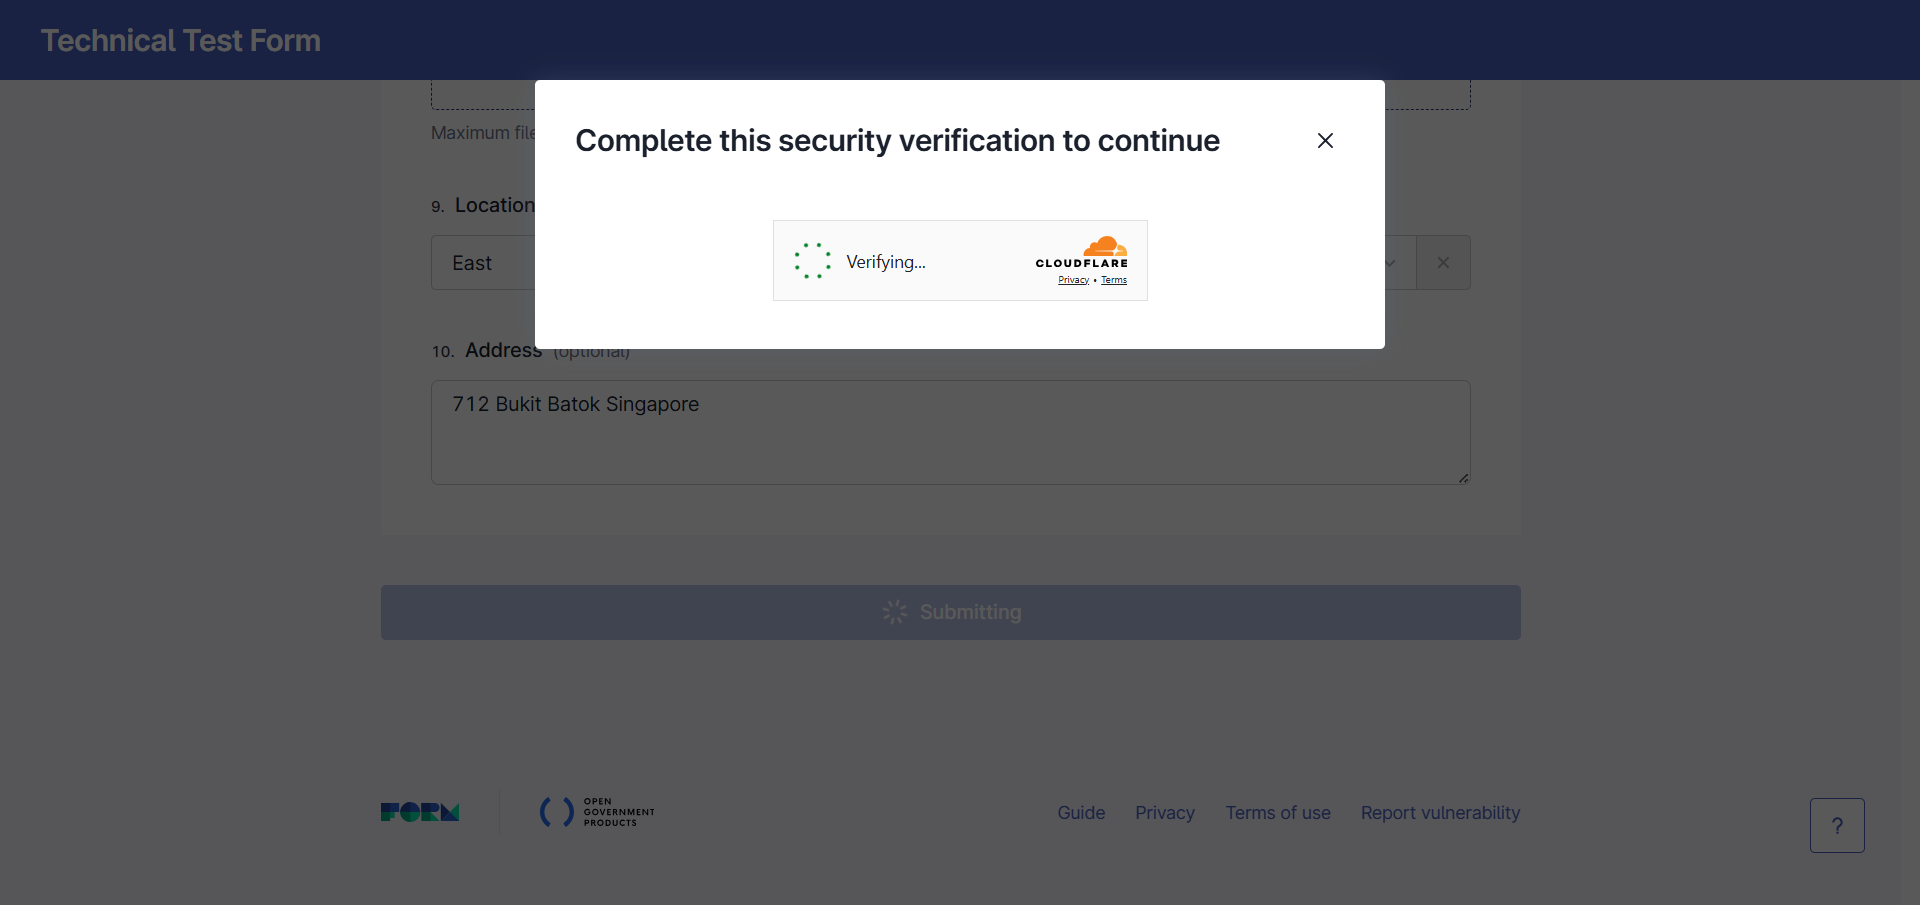 Technical Test Form
Complete this security verification to continue
Maximum file
Verifying...
CLOUDFLARE
Privacy • Terms
9. Location
East
10. Address (optional)
712 Bukit Batok Singapore
Submitting
FORM
OPEN
GOVERNMENT
PRODUCTS
Guide Privacy Terms of use Report vulnerability
?